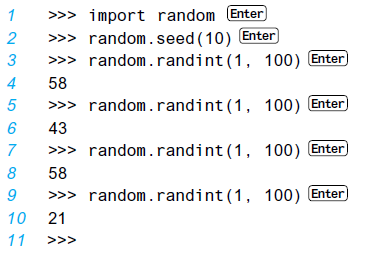 1 >>> import random Enter
2 >>> random.seed(10) Enter
3 >>> random.randint(1, 100) Enter
4 58
5 >>> random.randint(1, 100) Enter
6 43
7 >>> random.randint(1, 100) Enter
8 58
9 >>> random.randint(1, 100) Enter
10 21
11 >>>